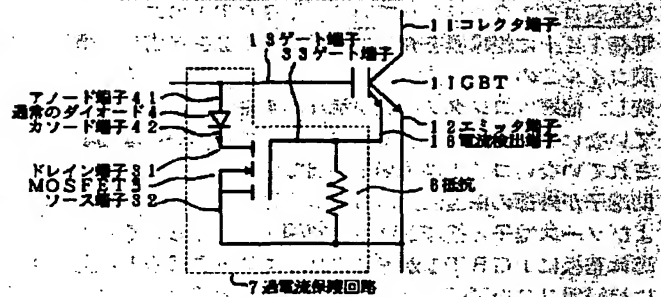 13ゲート端子
33ゲート端子
11コレクタ端子
1IGBT
アノード端子41
通常のダイオード4
カソード端子42
12エミッタ端子
16電流検出端子
ドレイン端子31
MOSFET3
ソース端子32
6抵抗
7過電流保護回路